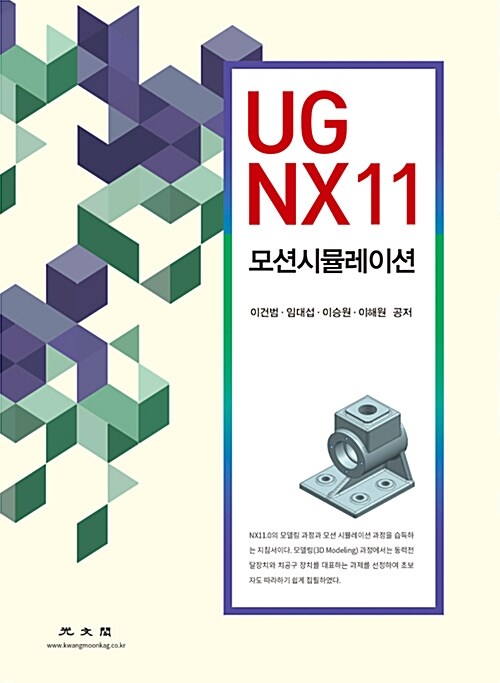 UG
NX11
모션시뮬레이션
이건범 · 임대섭 · 이승원 · 이해원 공저
NX11.0의 모델링 과정과 모션 시뮬레이션 과정을 습득하
는 지침서이다. 모델링(3D Modeling) 과정에서는 동력전
달장치와 치공구 장치를 대표하는 과제를 선정하여 초보
자도 따라하기 쉽게 집필하였다.
光文閣
www.kwangmoonkag.co.kr